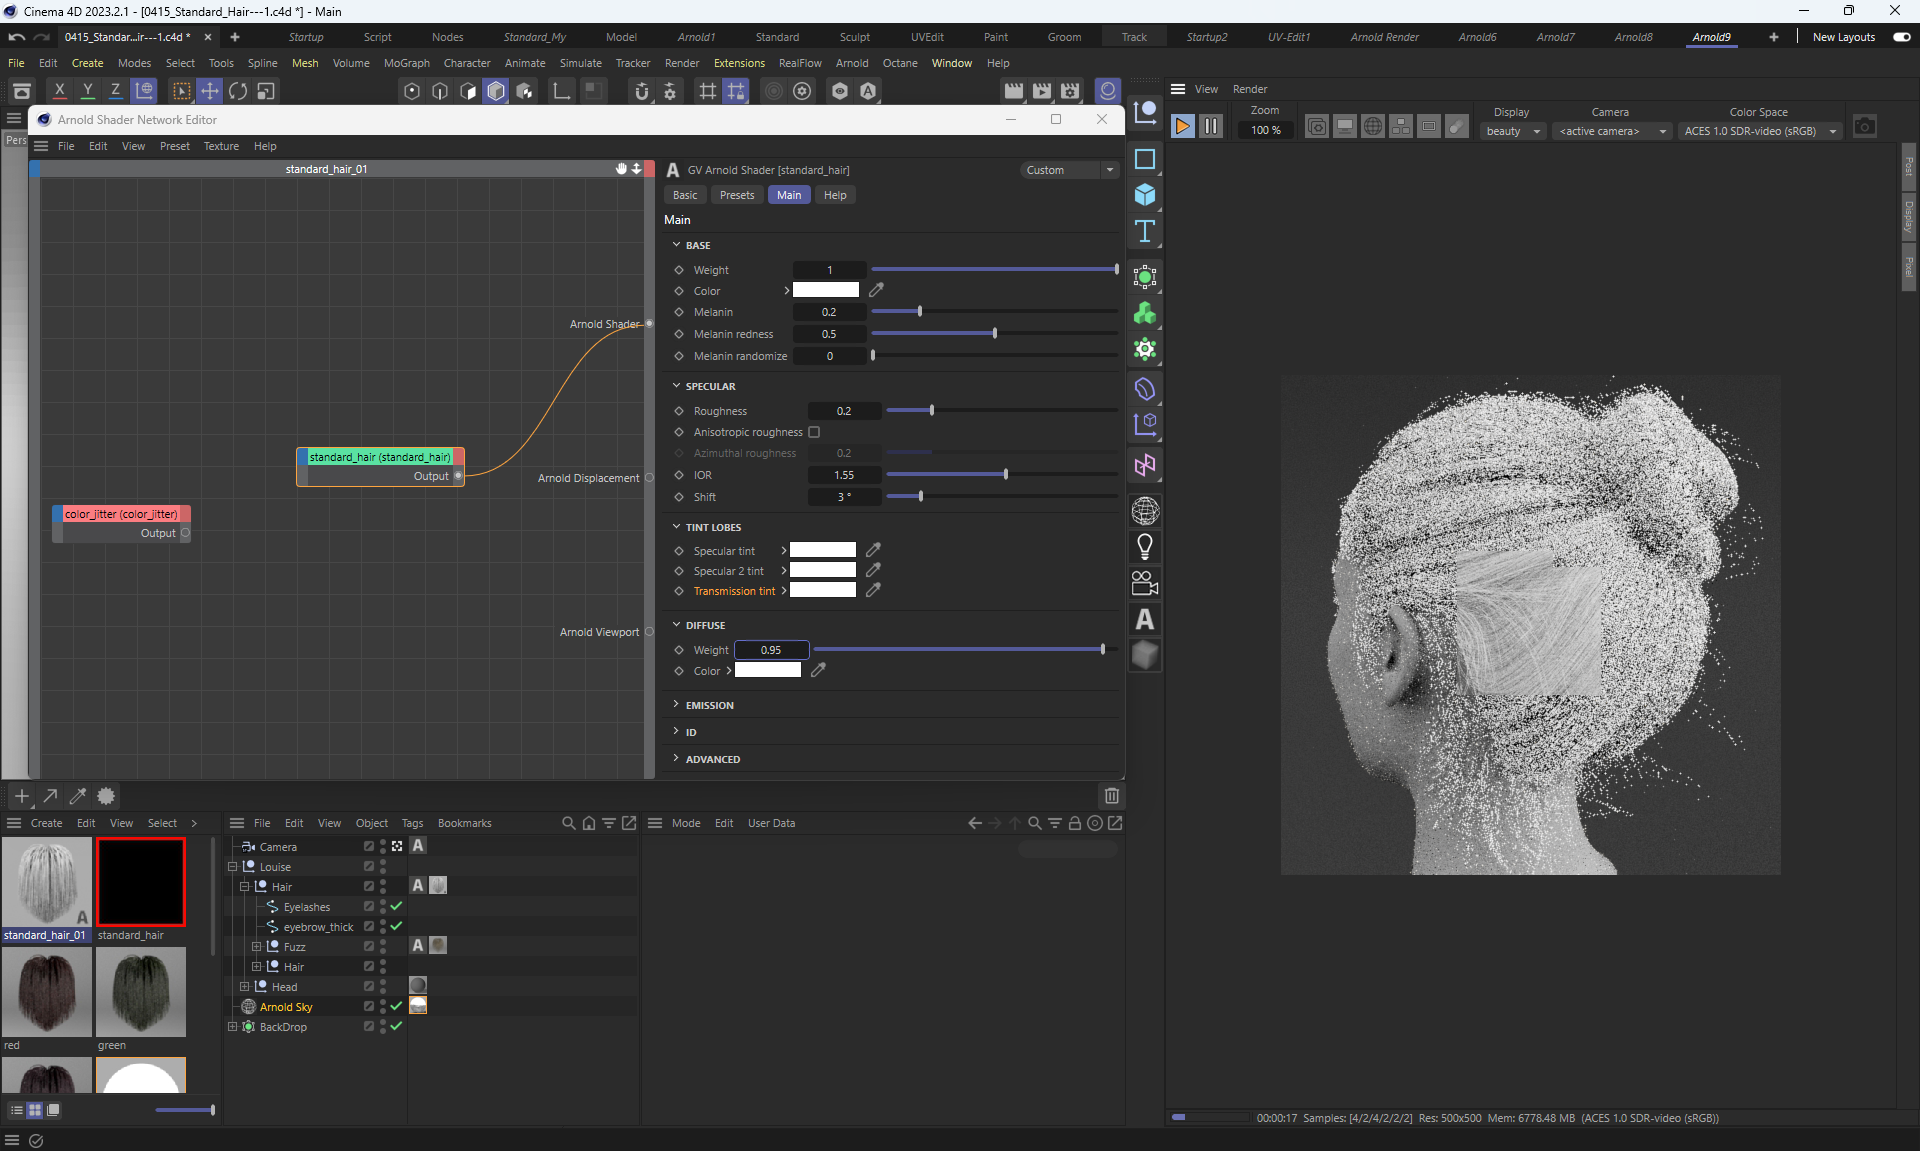 Cinema 4D 2023.2.1 - [0415_Standard_Hair---1.c4d *] - Main
0415_Standar...ir---1.c4d *
Startup
Script
Nodes
Standard_My
Model
Arnold1
Standard
Sculpt
UVEdit
Paint
Groom
Track
Startup2
UV-Edit1
Arnold Render
Arnold6
Arnold7
Arnold8
Arnold9
New Layouts
File Edit Create Modes Select Tools Spline Mesh Volume MoGraph Character Animate Simulate Tracker Render Extensions RealFlow Arnold Octane Window Help
X Y Z
View Render
Zoom
100 %
Display
beauty
Camera
<active camera>
Color Space
ACES 1.0 SDR-video (sRGB)
Post
Display
Pixel
Pers
Arnold Shader Network Editor
File Edit View Preset Texture Help
standard_hair_01
Arnold Shader
standard_hair (standard_hair)
Output
Arnold Displacement
color_jitter (color_jitter)
Output
Arnold Viewport
GV Arnold Shader [standard_hair]
Custom
Basic Presets Main Help
Main
BASE
Weight 1
Color
Melanin 0.2
Melanin redness 0.5
Melanin randomize 0
SPECULAR
Roughness 0.2
Anisotropic roughness
Azimuthal roughness 0.2
IOR 1.55
Shift 3 °
TINT LOBES
Specular tint
Specular 2 tint
Transmission tint
DIFFUSE
Weight 0.95
Color
EMISSION
ID
ADVANCED
Create Edit View Select
standard_hair_01
standard_hair
red
green
File Edit View Object Tags Bookmarks
Camera
Louise
Hair
Eyelashes
eyebrow_thick
Fuzz
Hair
Head
Arnold Sky
BackDrop
Mode Edit User Data
00:00:17 Samples: [4/2/4/2/2/2] Res: 500x500 Mem: 6778.48 MB (ACES 1.0 SDR-video (sRGB))